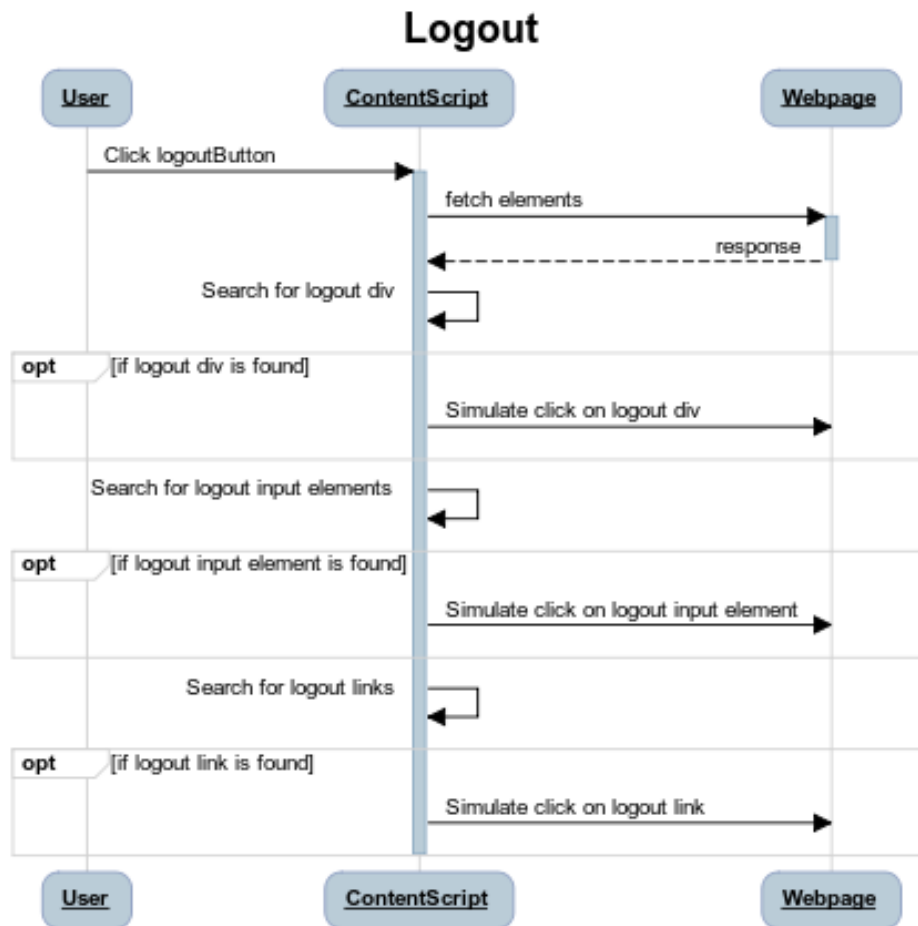 Logout
User
ContentScript
Webpage
Click logoutButton
fetch elements
response
Search for logout div
opt
[if logout div is found]
Simulate click on logout div
Search for logout input elements
opt
[if logout input element is found]
Simulate click on logout input element
Search for logout links
opt
[if logout link is found]
Simulate click on logout link
User
ContentScript
Webpage